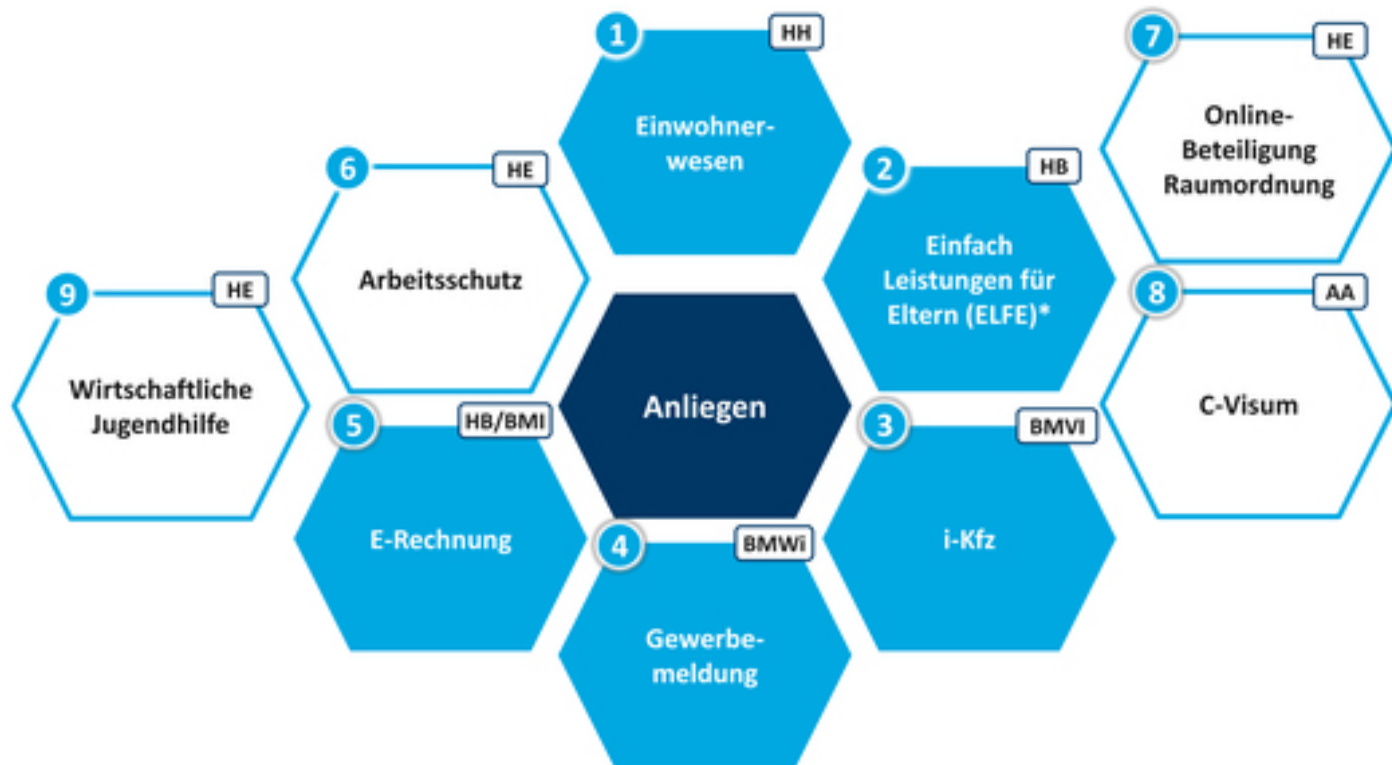 1
HH
Einwohner-
wesen
2
HB
Einfach
Leistungen für
Eltern (ELFE)*
3
BMVI
i-Kfz
4
BMWi
Gewerbe-
meldung
5
HB/BMI
E-Rechnung
6
HE
Arbeitsschutz
7
HE
Online-
Beteiligung
Raumordnung
8
AA
C-Visum
9
HE
Wirtschaftliche
Jugendhilfe
Anliegen